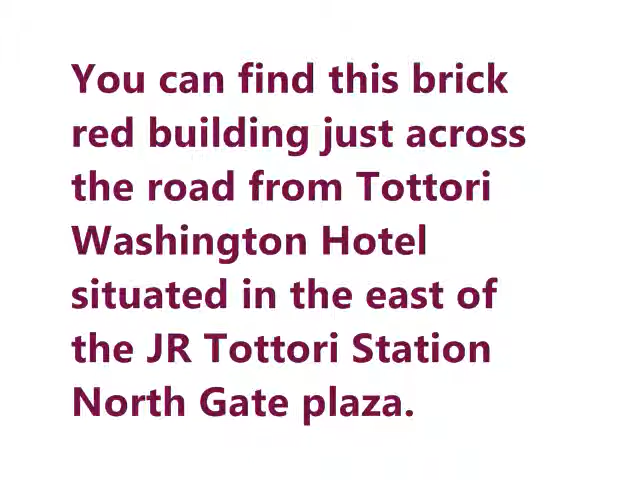 You can find this brick
red building just across
the road from Tottori
Washington Hotel
situated in the east of
the JR Tottori Station
North Gate plaza.